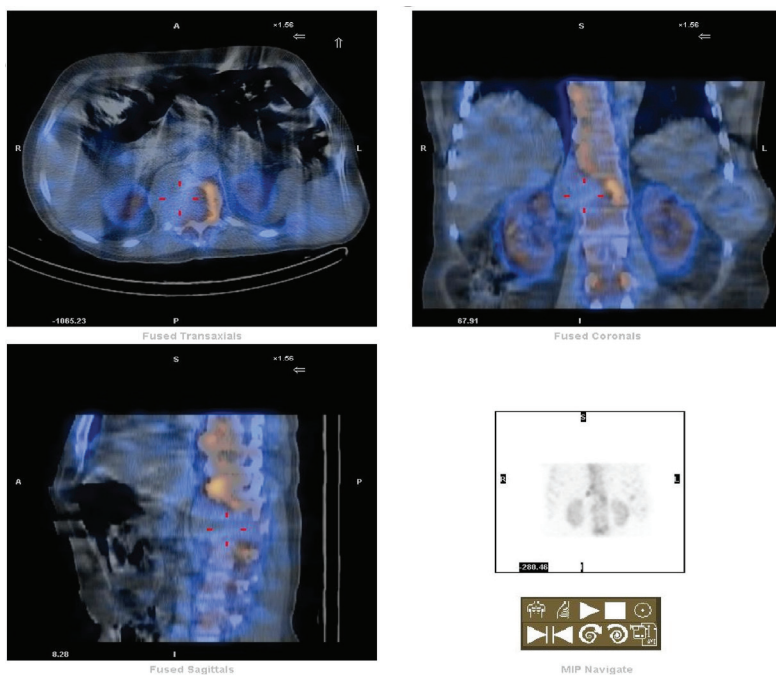 A
×1.56
R
L
-1065.23
P
Fused Transaxials
S
×1.56
R
L
67.91
I
Fused Coronals
S
×1.56
A
P
8.28
I
Fused Sagittals
S
R
L
-280.46
I
MIP Navigate